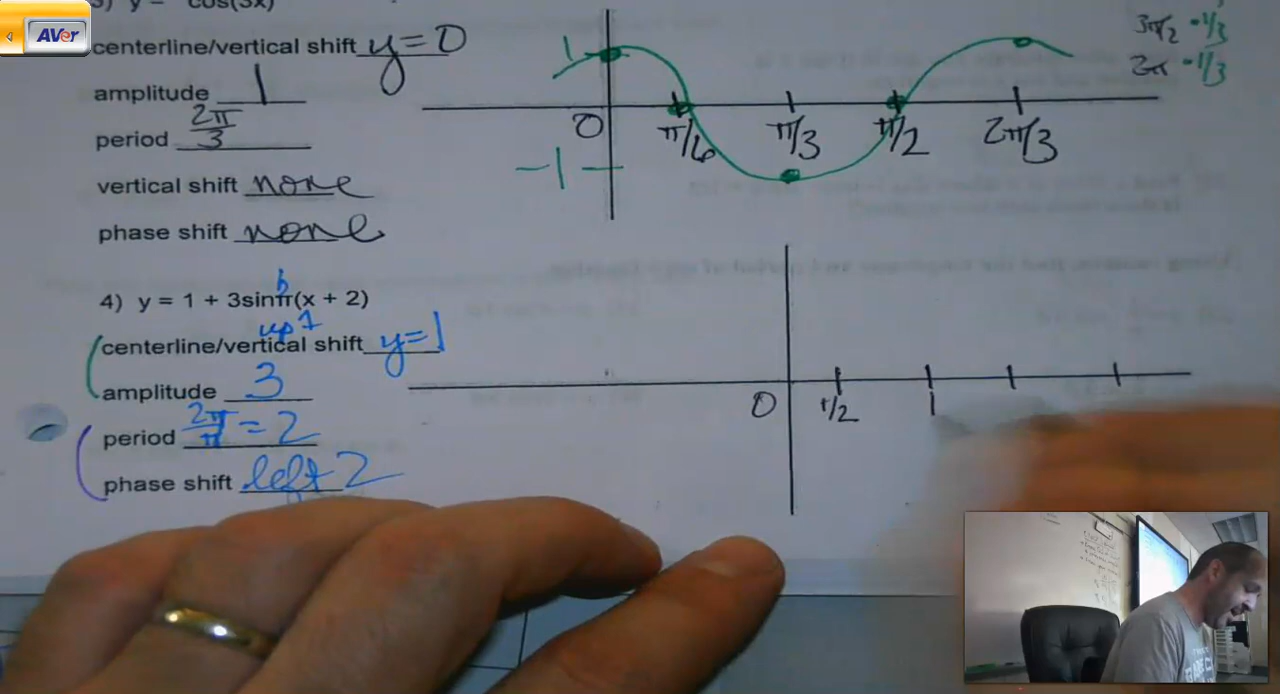 AVer
3) y = cos(3x)
centerline/vertical shift y=0
amplitude 1
period 2π/3
vertical shift none
phase shift none
1
0
π/6
π/3
π/2
2π/3
-1
3π/2 · 1/3
2π · 1/3
b
4) y = 1 + 3sinπ(x + 2)
up 1
centerline/vertical shift y=1
amplitude 3
period 2π/π = 2
phase shift left 2
0
1/2
1